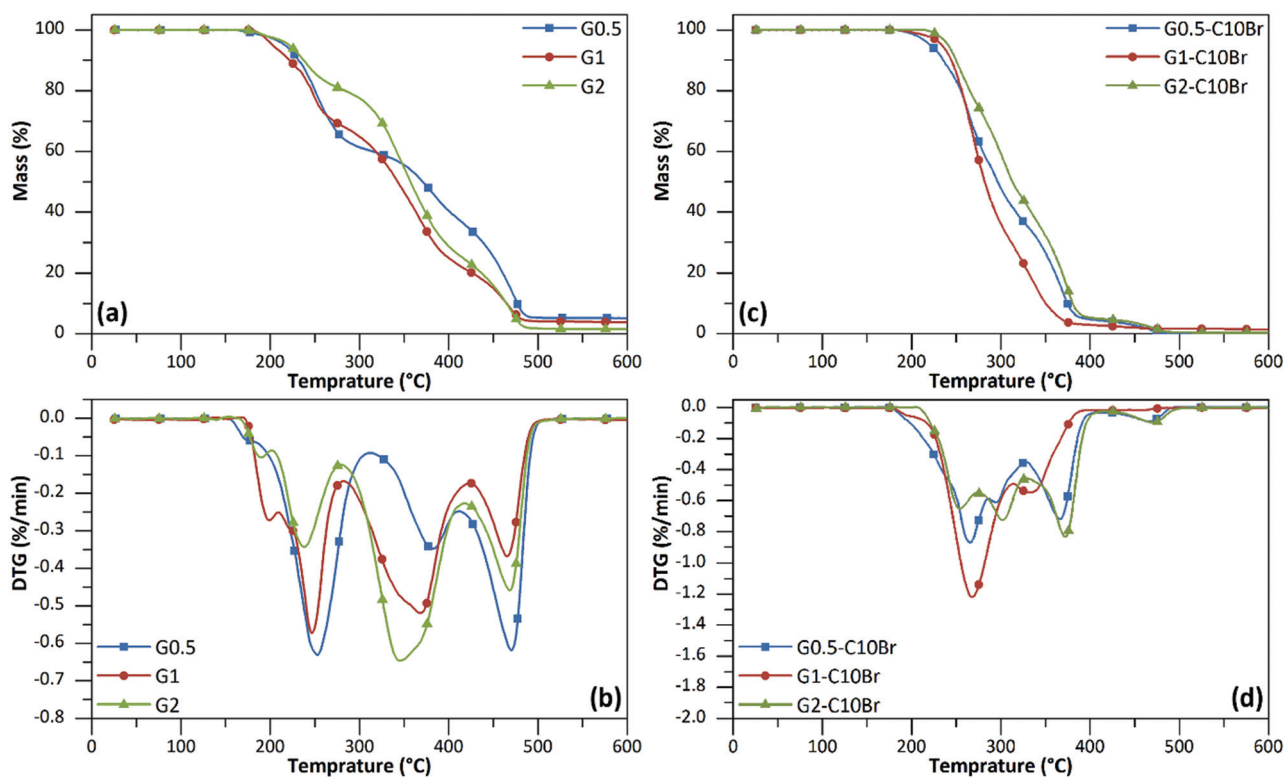 100
80
60
40
20
0
Mass (%)
G0.5
G1
G2
(a)
0 100 200 300 400 500 600
Temprature (°C)
100
80
60
40
20
0
Mass (%)
G0.5-C10Br
G1-C10Br
G2-C10Br
(c)
0 100 200 300 400 500 600
Temprature (°C)
0.0
-0.1
-0.2
-0.3
-0.4
-0.5
-0.6
-0.7
-0.8
DTG (%/min)
G0.5
G1
G2
(b)
0 100 200 300 400 500 600
Temprature (°C)
0.0
-0.2
-0.4
-0.6
-0.8
-1.0
-1.2
-1.4
-1.6
-1.8
-2.0
DTG (%/min)
G0.5-C10Br
G1-C10Br
G2-C10Br
(d)
0 100 200 300 400 500 600
Temprature (°C)